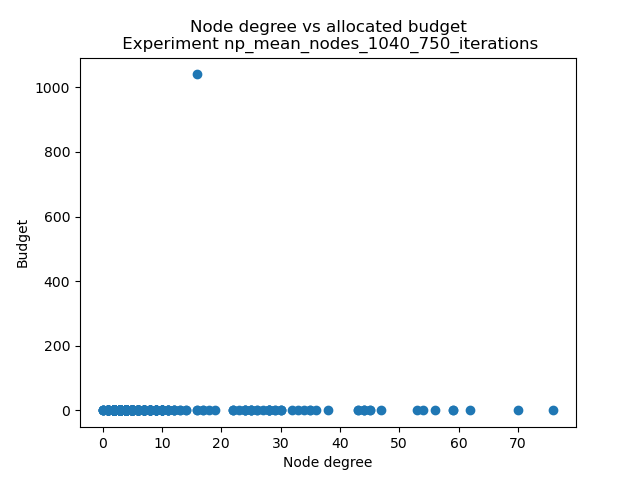 Node degree vs allocated budget
Experiment np_mean_nodes_1040_750_iterations
1000
800
600
400
200
0
Budget
0 10 20 30 40 50 60 70
Node degree